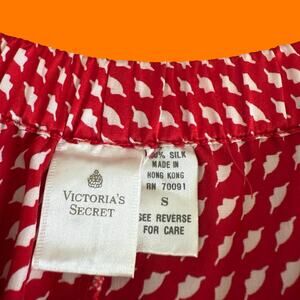 VICTORIA'S
SECRET
% SILK
MADE IN
HONG KONG
RN 70091
S
SEE REVERSE
FOR CARE